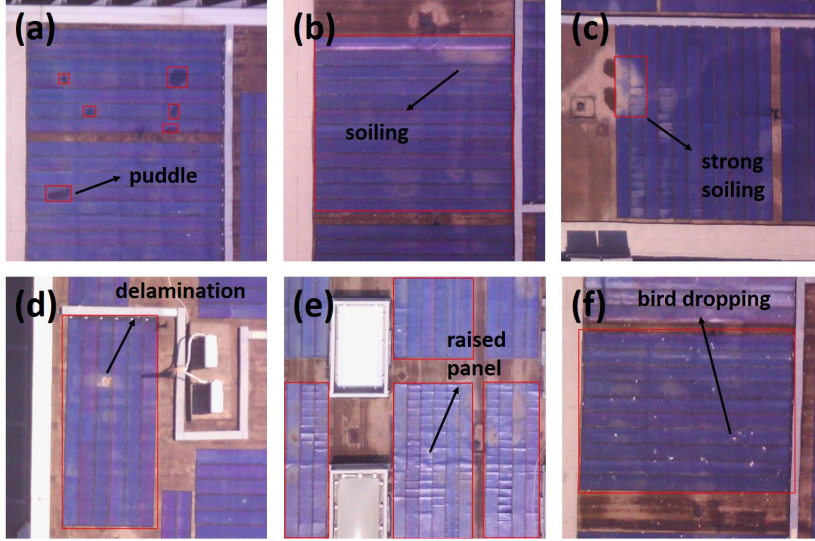 (a)
puddle
(b)
soiling
(c)
strong
soiling
(d)
delamination
(e)
raised
panel
(f)
bird dropping